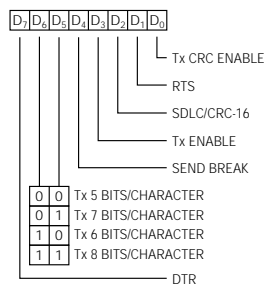 D7 D6 D5 D4 D3 D2 D1 D0
Tx CRC ENABLE
RTS
SDLC/CRC-16
Tx ENABLE
SEND BREAK
0 0 Tx 5 BITS/CHARACTER
0 1 Tx 7 BITS/CHARACTER
1 0 Tx 6 BITS/CHARACTER
1 1 Tx 8 BITS/CHARACTER
DTR